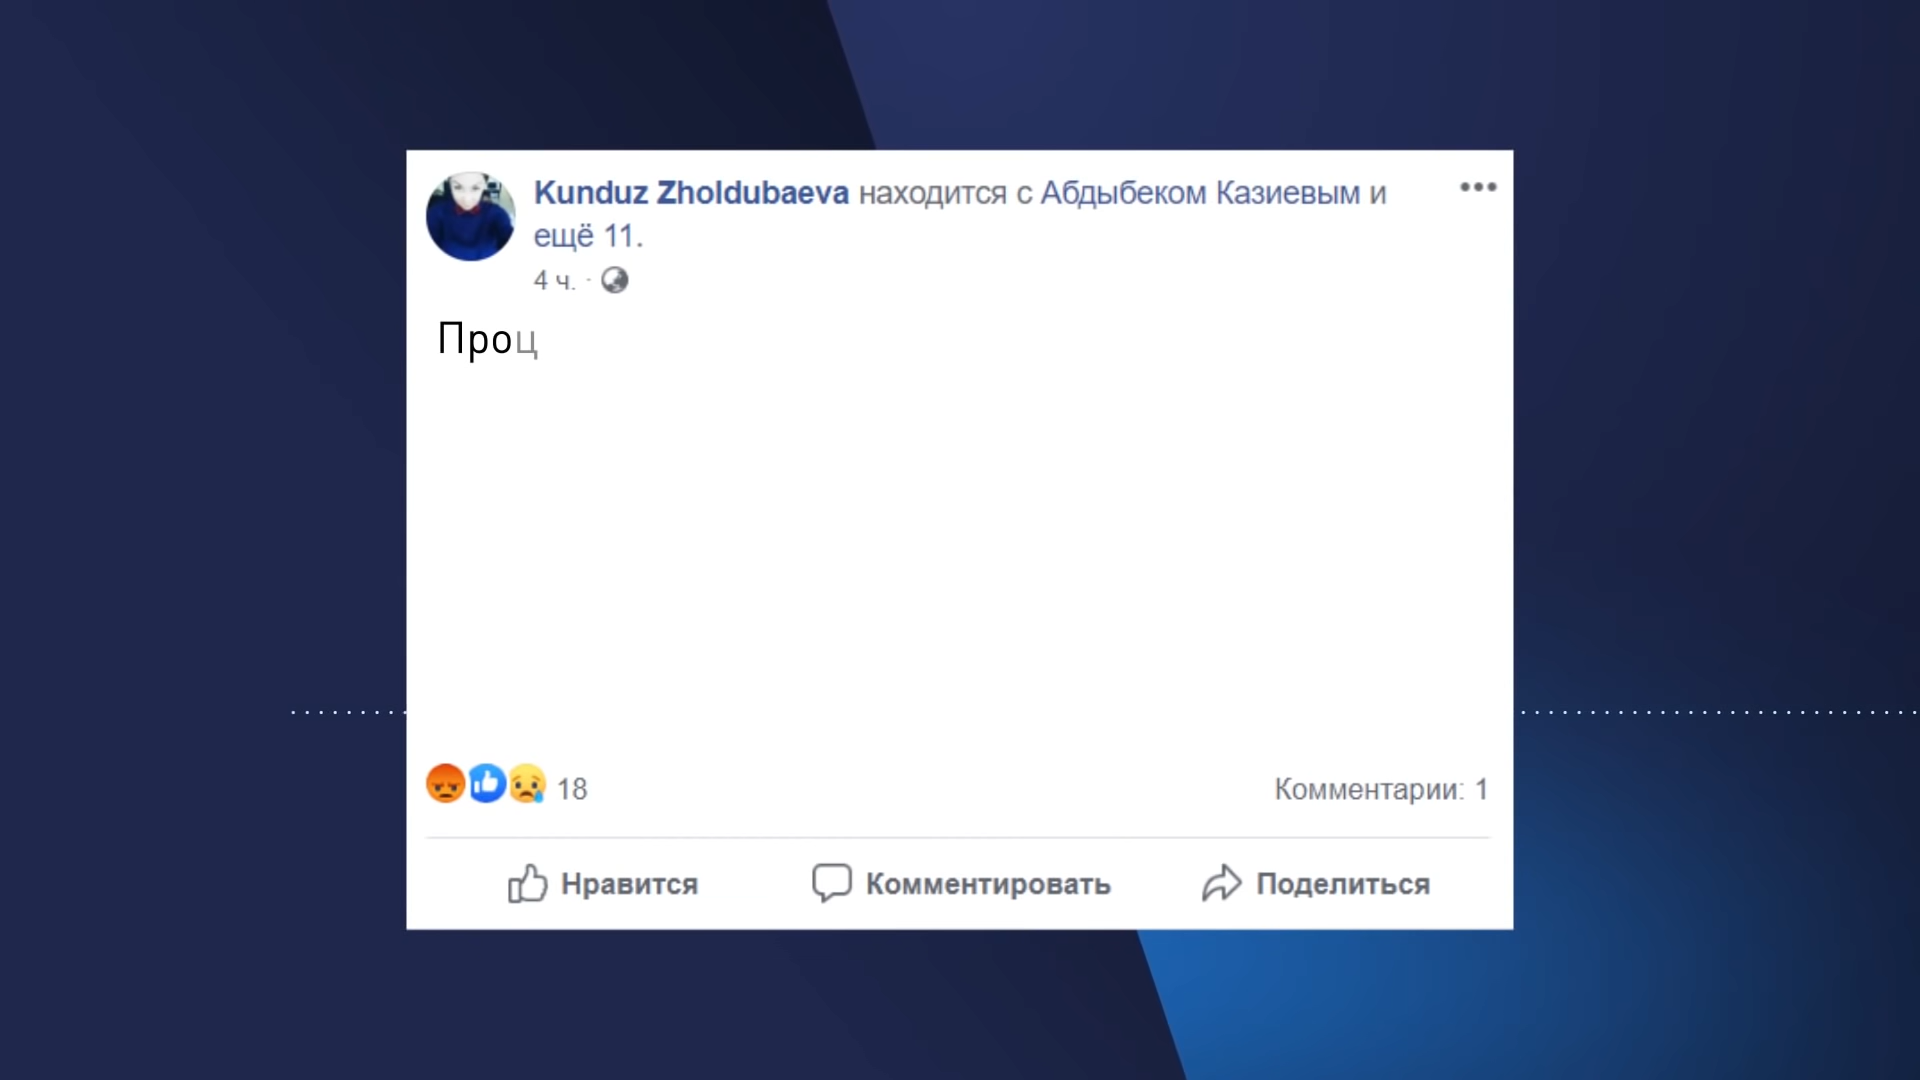 Kunduz Zholdubaeva находится с Абдыбеком Казиевым и
ещё 11.
4 ч. ·
Проц
18
Комментарии: 1
Нравится
Комментировать
Поделиться